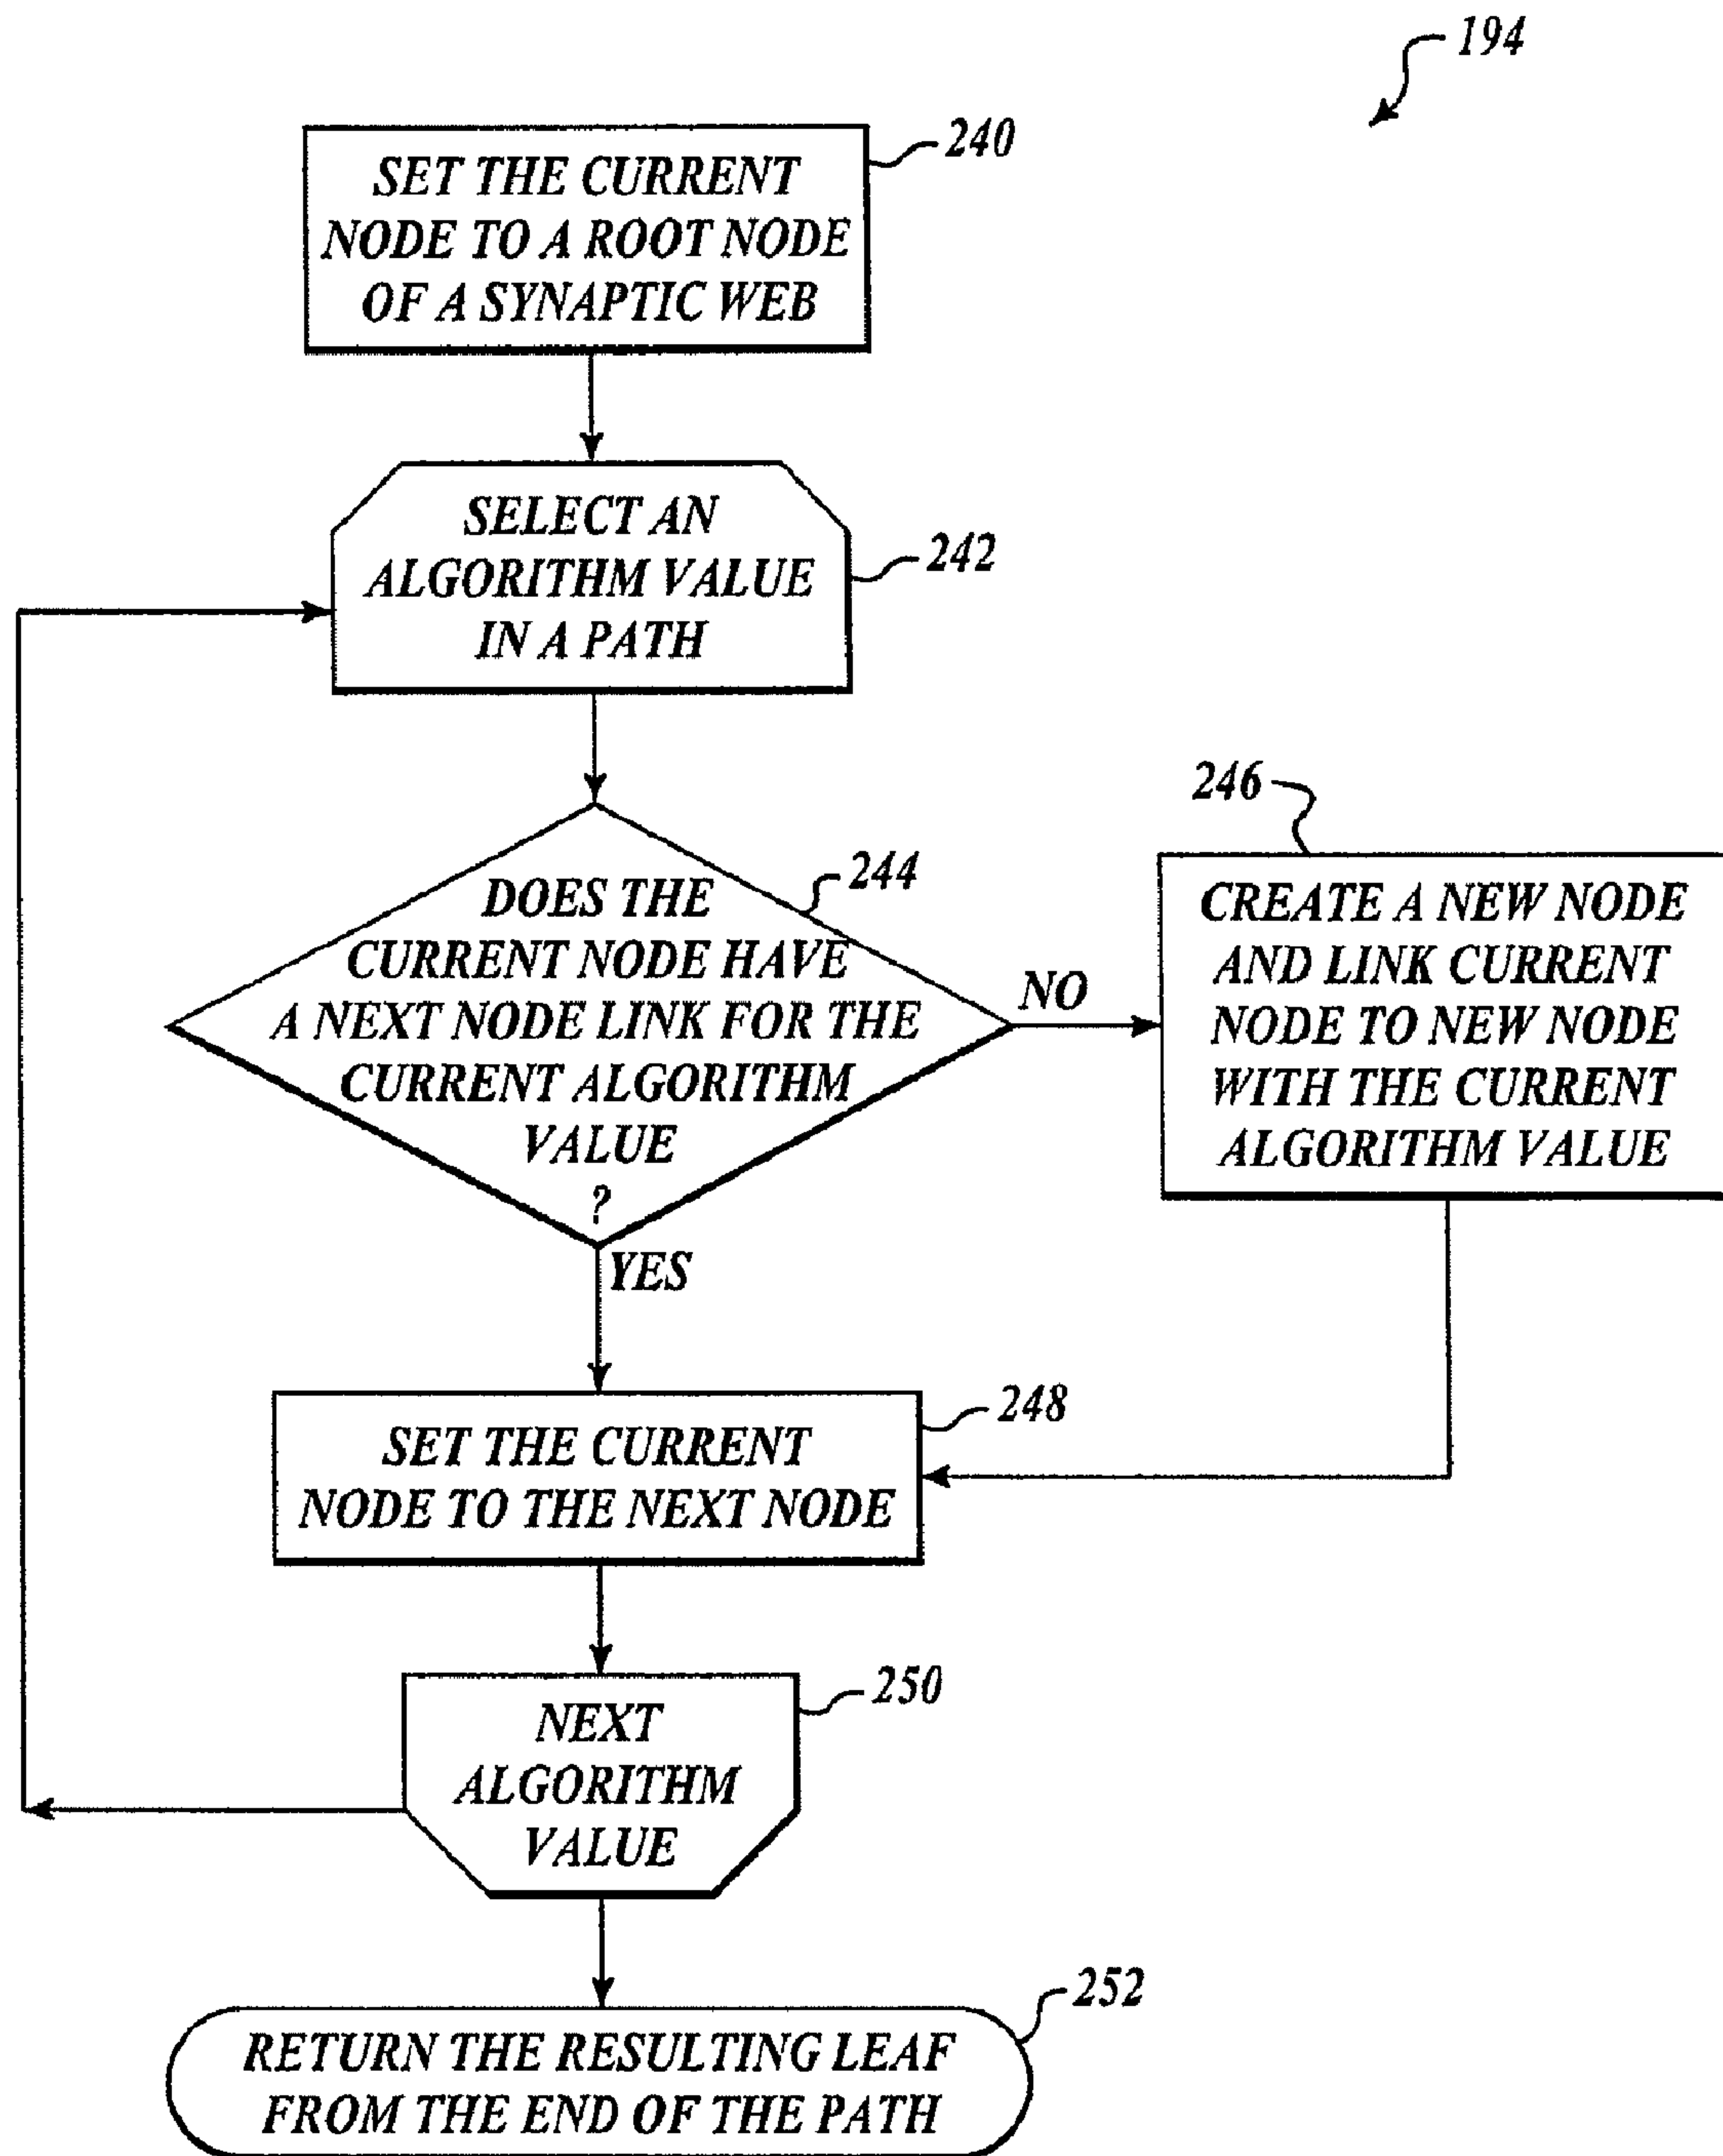 194
240
SET THE CURRENT
NODE TO A ROOT NODE
OF A SYNAPTIC WEB
SELECT AN
ALGORITHM VALUE
IN A PATH
242
244
DOES THE
CURRENT NODE HAVE
A NEXT NODE LINK FOR THE
CURRENT ALGORITHM
VALUE
?
NO
YES
246
CREATE A NEW NODE
AND LINK CURRENT
NODE TO NEW NODE
WITH THE CURRENT
ALGORITHM VALUE
248
SET THE CURRENT
NODE TO THE NEXT NODE
250
NEXT
ALGORITHM
VALUE
252
RETURN THE RESULTING LEAF
FROM THE END OF THE PATH